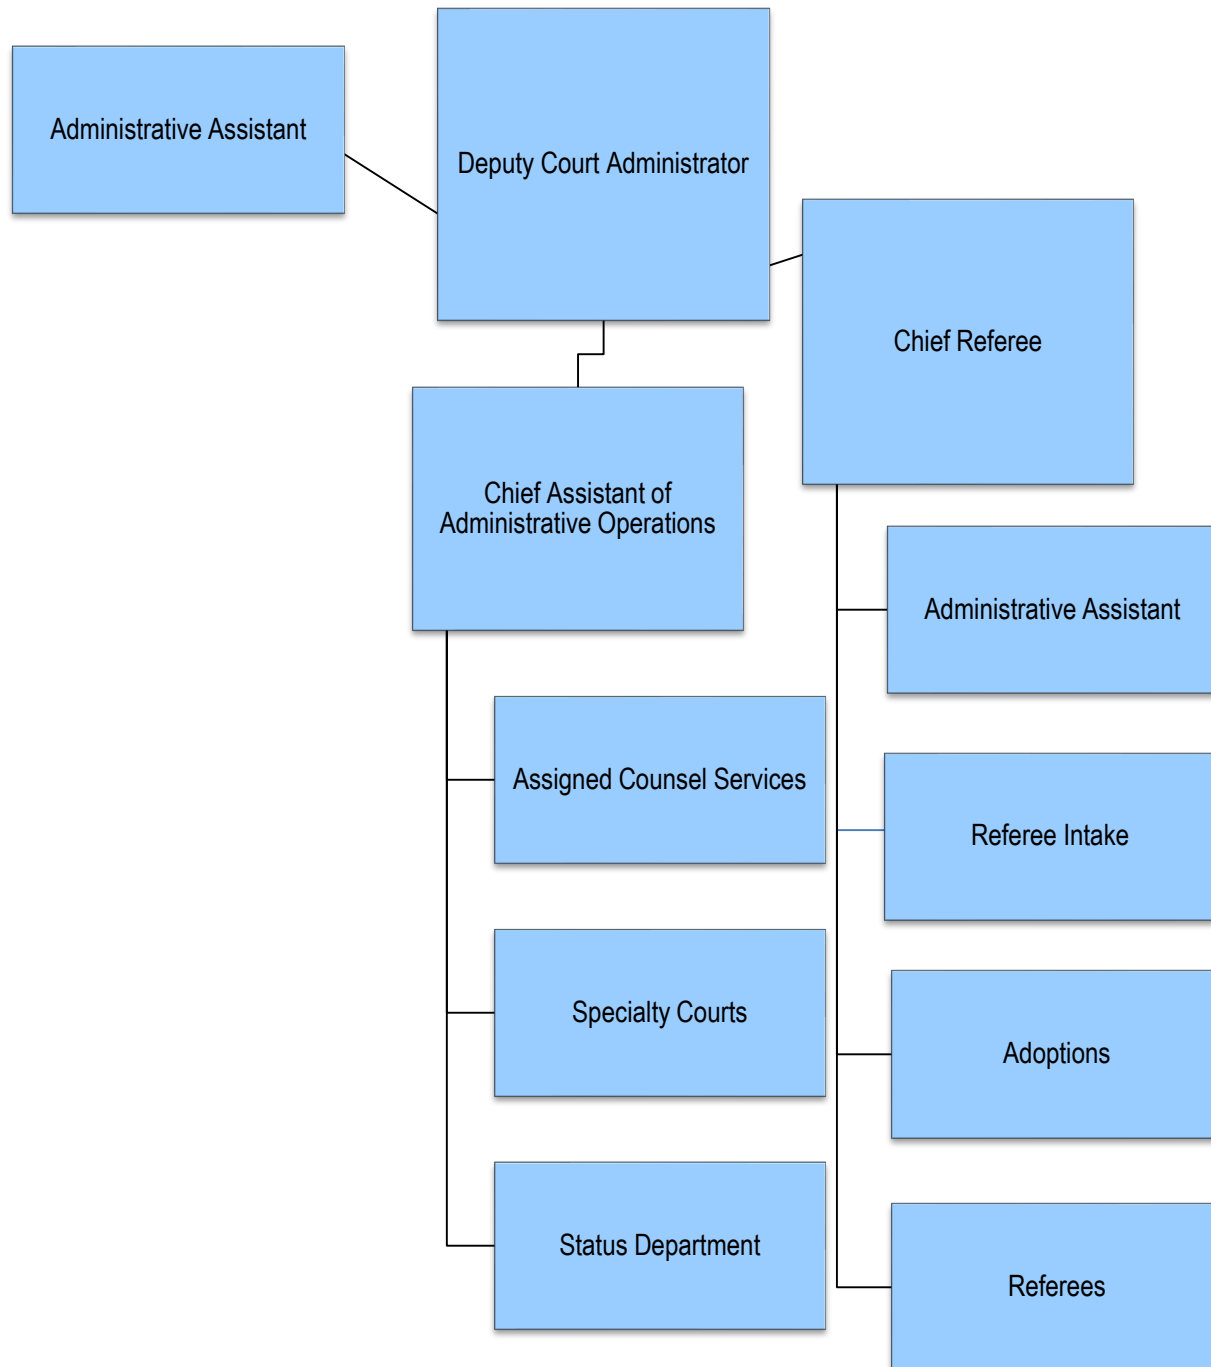 Administrative Assistant
Deputy Court Administrator
Chief Referee
Chief Assistant of
Administrative Operations
Administrative Assistant
Assigned Counsel Services
Referee Intake
Specialty Courts
Adoptions
Status Department
Referees